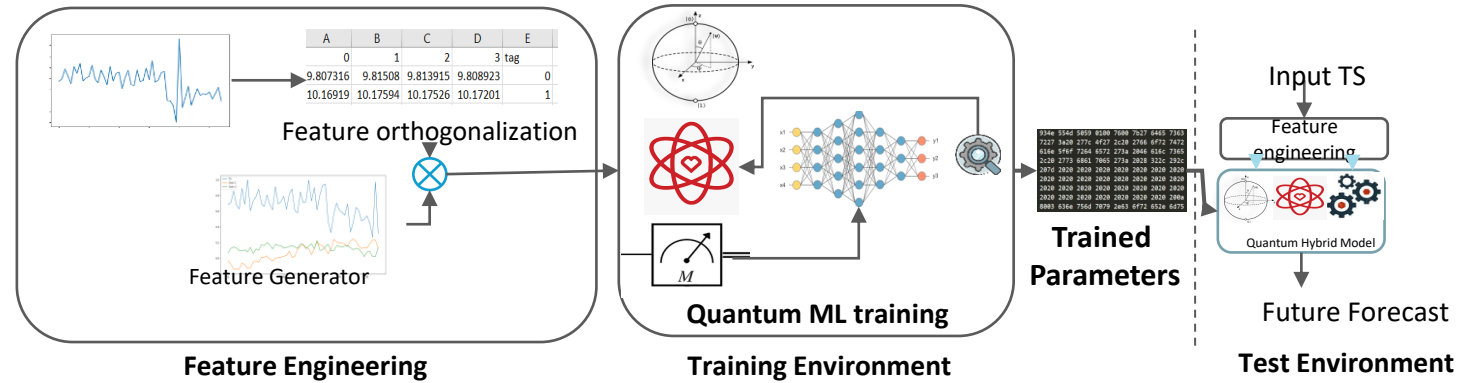 A B C D E
0 1 2 3 tag
9.807316 9.81508 9.813915 9.808923 0
10.16919 10.17594 10.17526 10.17201 1
Feature orthogonalization
Feature Generator
Feature Engineering
x1
x2
x3
x4
y1
y2
y3
M
Quantum ML training
Training Environment
934e 554d 5059 0100 7600 7b27 6465 7363
7227 3a20 277c 4f27 2c20 2766 6f72 7472
616e 5f6f 7264 6572 273a 2046 616c 7365
2c20 2773 6861 7065 273a 2028 322c 292c
207d 2020 2020 2020 2020 2020 2020 2020
2020 2020 2020 2020 2020 2020 2020 2020
2020 2020 2020 2020 2020 2020 2020 2020
2020 2020 2020 2020 2020 2020 2020 200a
8003 636e 756d 7079 2e63 6f72 652e 6d75
Trained
Parameters
Input TS
Feature
engineering
Quantum Hybrid Model
Future Forecast
Test Environment